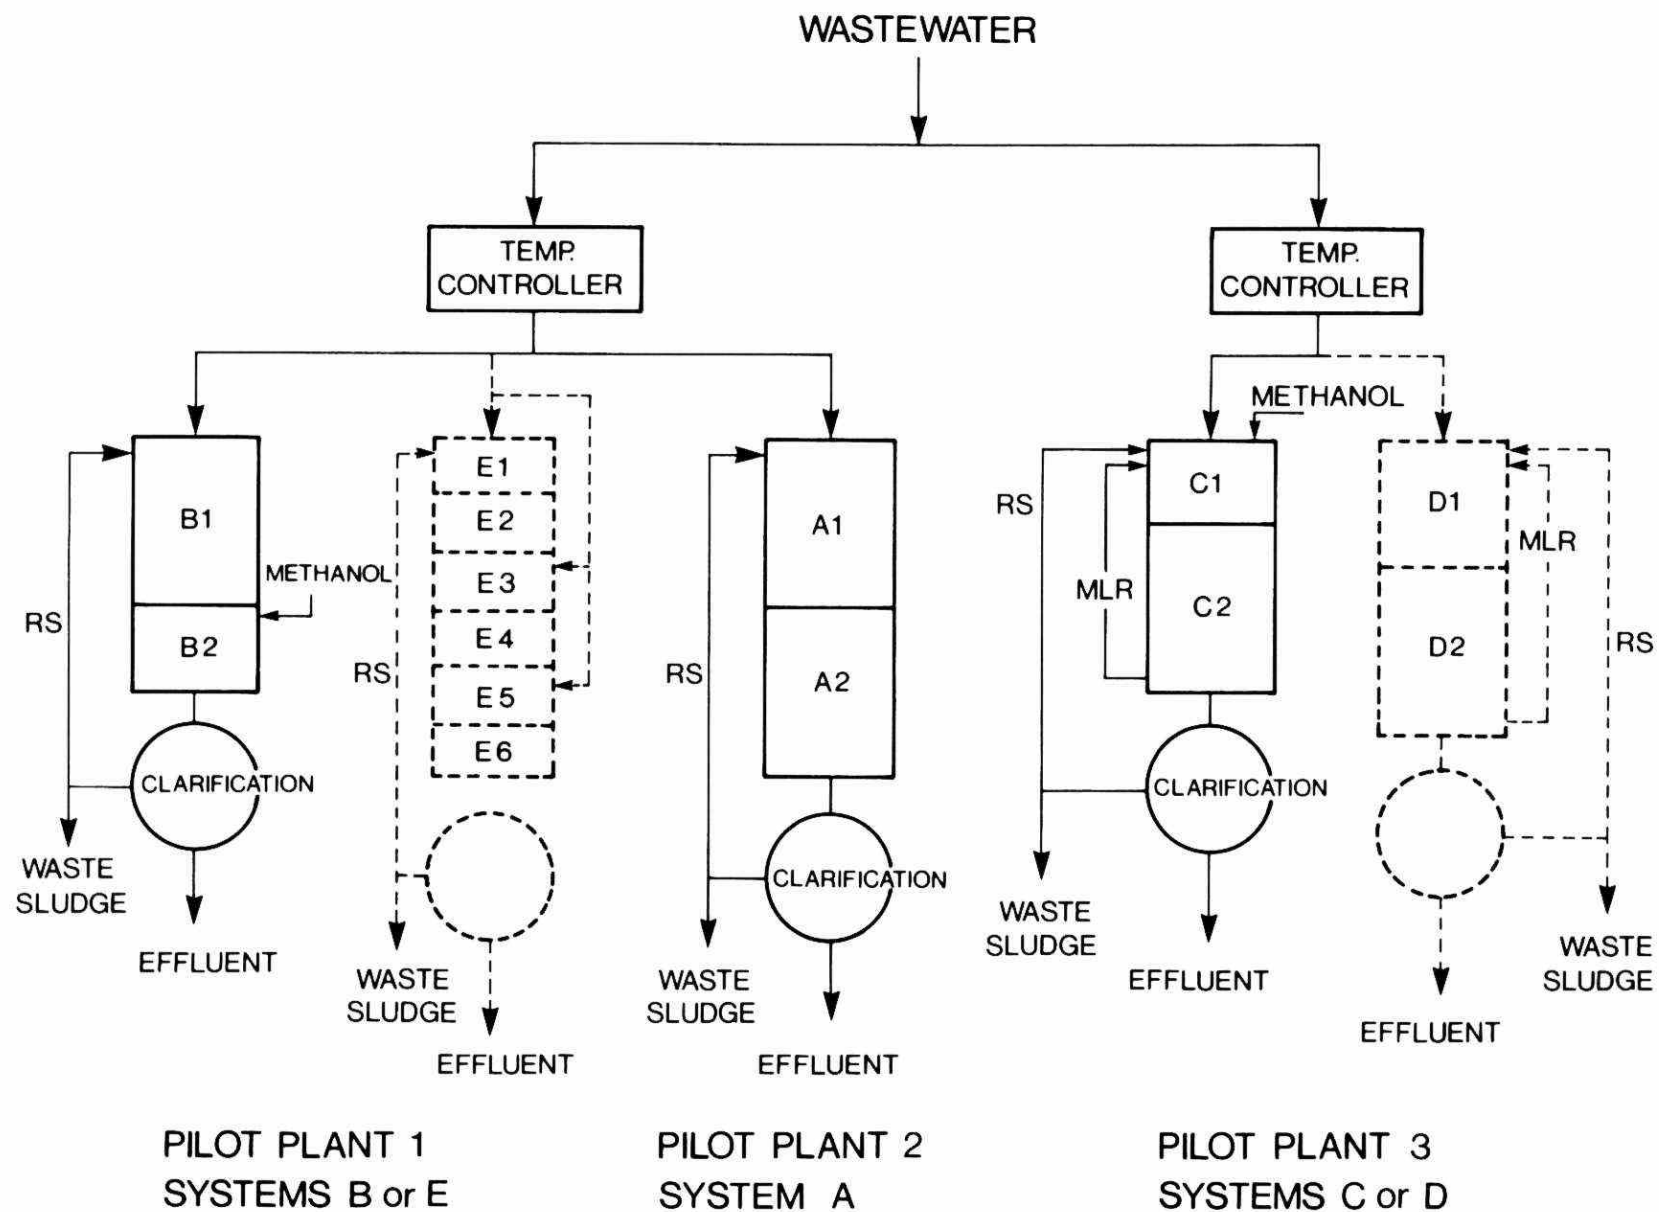 WASTEWATER
TEMP.
CONTROLLER
TEMP.
CONTROLLER
METHANOL
B1
B2
METHANOL
RS
CLARIFICATION
WASTE
SLUDGE
EFFLUENT
E1
E2
E3
E4
E5
E6
RS
WASTE
SLUDGE
EFFLUENT
A1
A2
RS
CLARIFICATION
WASTE
SLUDGE
EFFLUENT
C1
C2
RS
MLR
CLARIFICATION
WASTE
SLUDGE
EFFLUENT
D1
D2
MLR
RS
WASTE
SLUDGE
EFFLUENT
PILOT PLANT 1
SYSTEMS B or E
PILOT PLANT 2
SYSTEM A
PILOT PLANT 3
SYSTEMS C or D